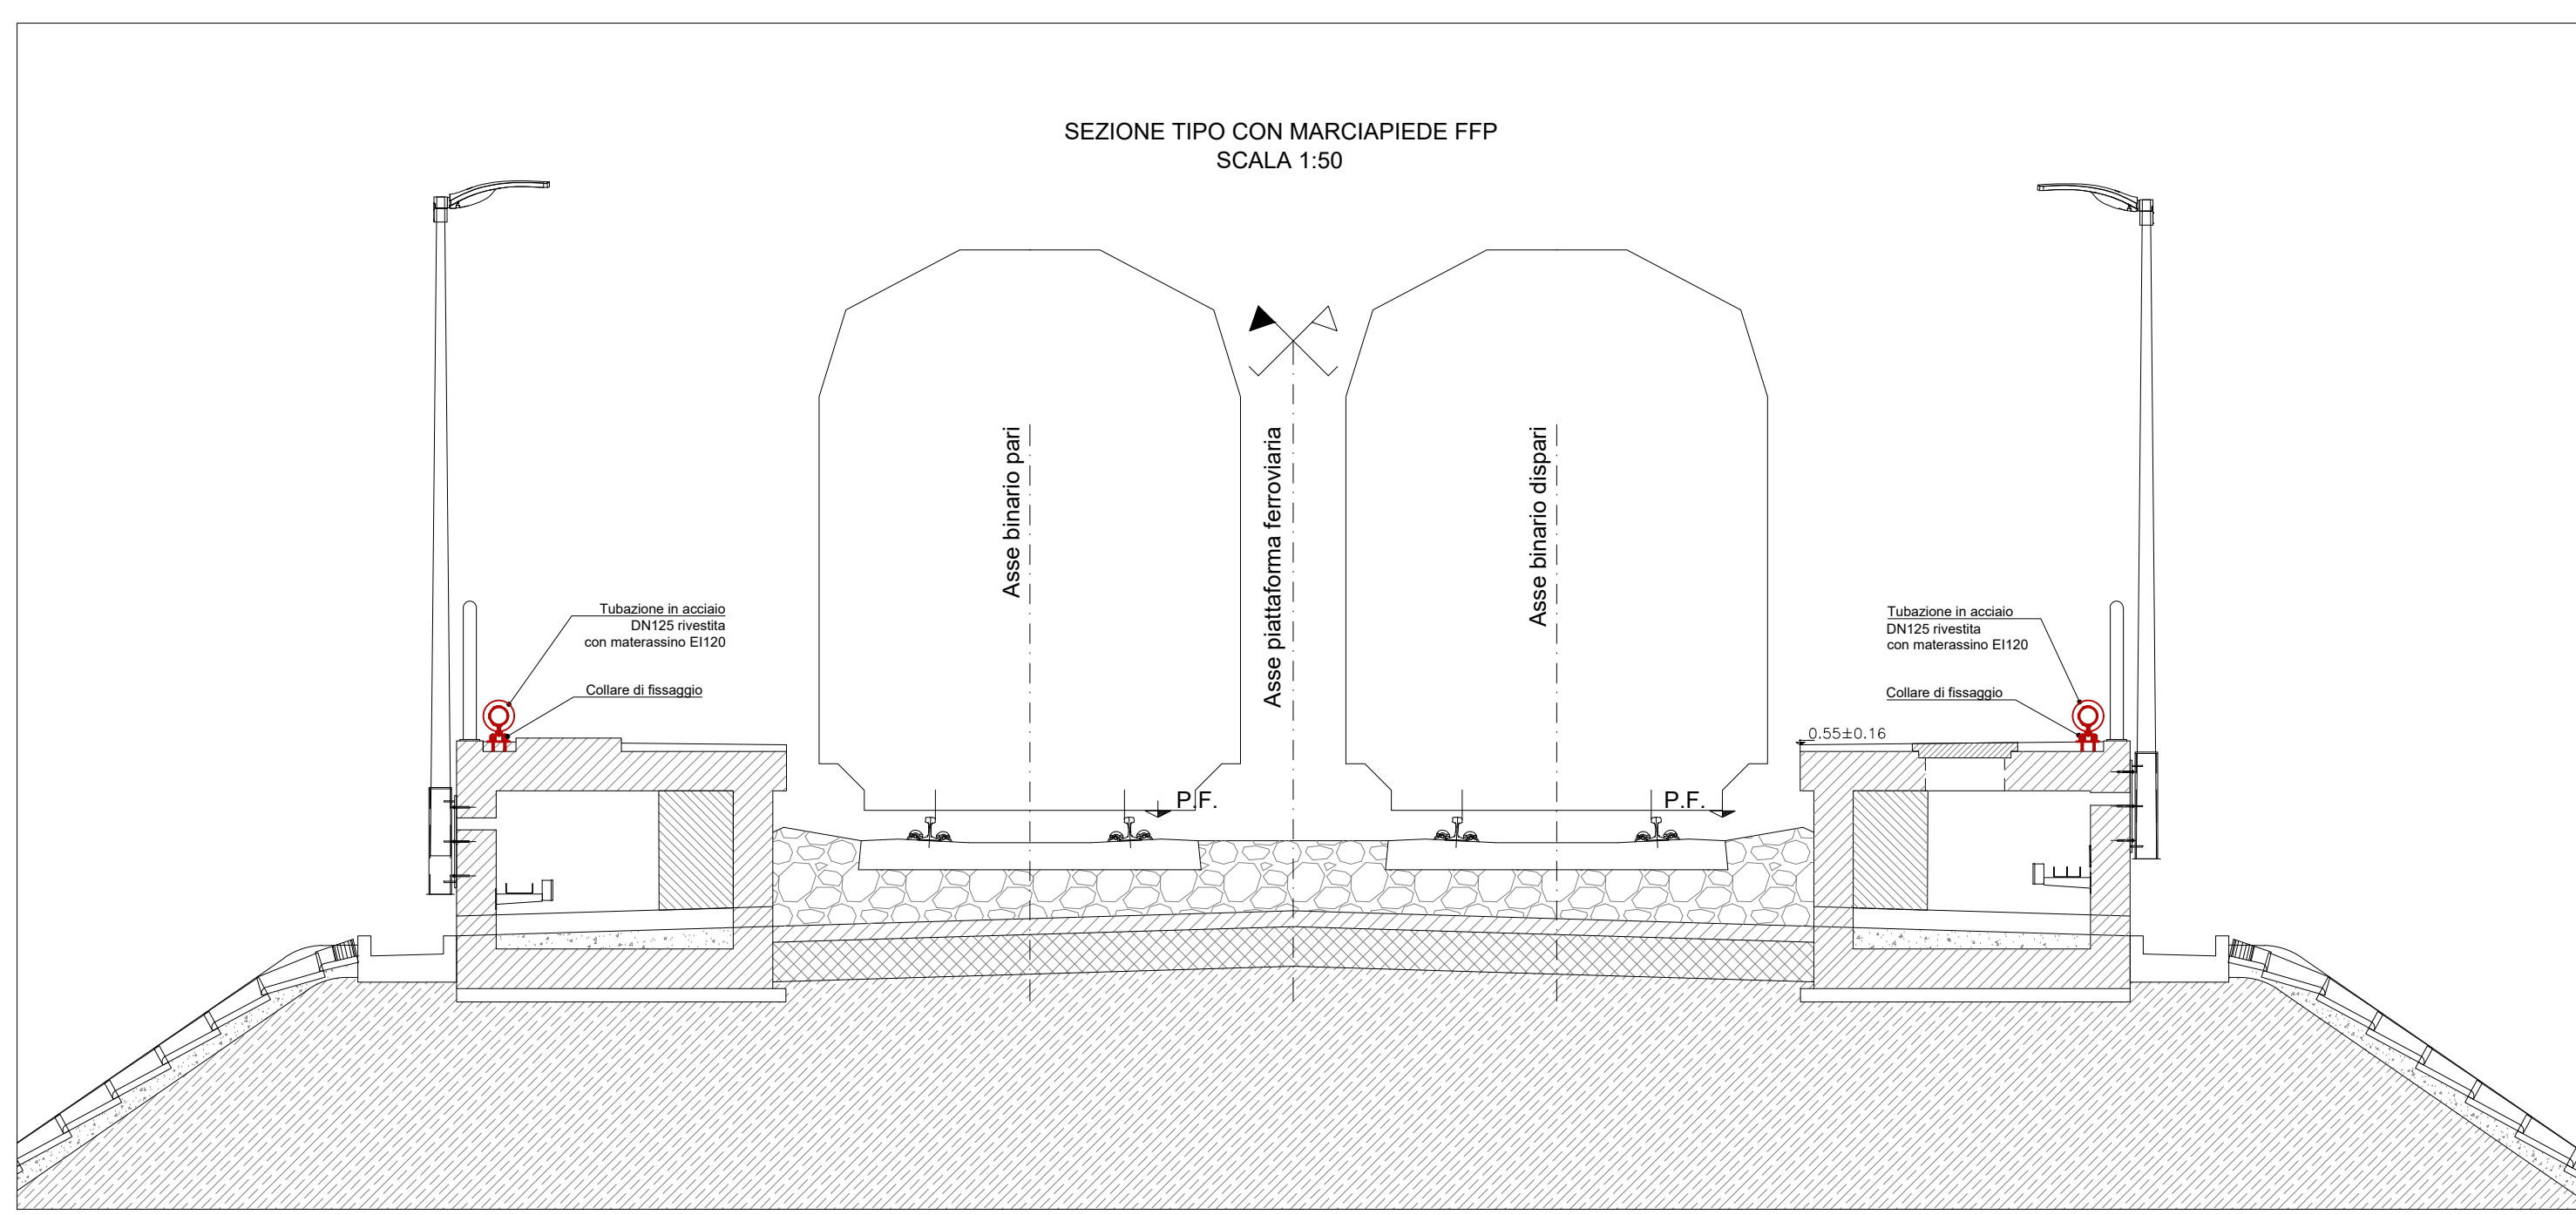 SEZIONE TIPO CON MARCIAPIEDE FFP
SCALA 1:50
Asse binario pari
Asse piattaforma ferroviaria
Asse binario dispari
Tubazione in acciaio
DN125 rivestita
con materassino EI120
Collare di fissaggio
Tubazione in acciaio
DN125 rivestita
con materassino EI120
Collare di fissaggio
0.55±0.16
P.F.
P.F.